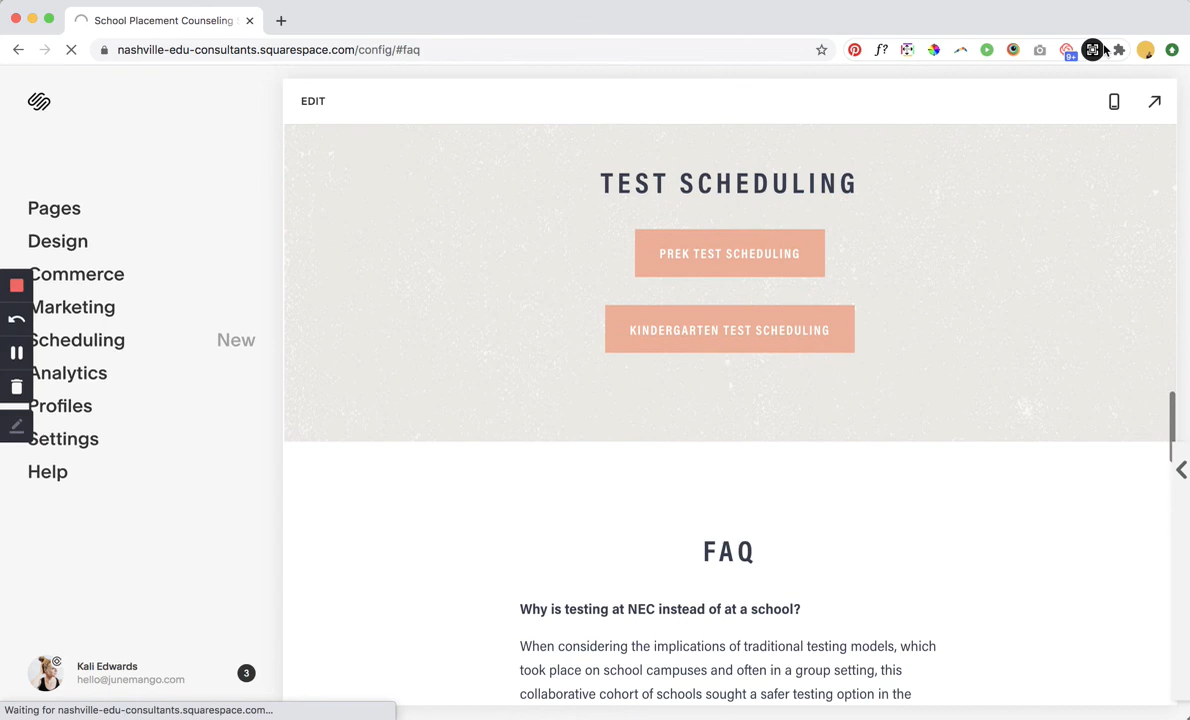 School Placement Counseling
nashville-edu-consultants.squarespace.com/config/#faq
f?
9+
EDIT
Pages
Design
Commerce
Marketing
Scheduling New
Analytics
Profiles
Settings
Help
TEST SCHEDULING
PREK TEST SCHEDULING
KINDERGARTEN TEST SCHEDULING
FAQ
Why is testing at NEC instead of at a school?
When considering the implications of traditional testing models, which
took place on school campuses and often in a group setting, this
collaborative cohort of schools sought a safer testing option in the
Kali Edwards
hello@junemango.com
3
Waiting for nashville-edu-consultants.squarespace.com...